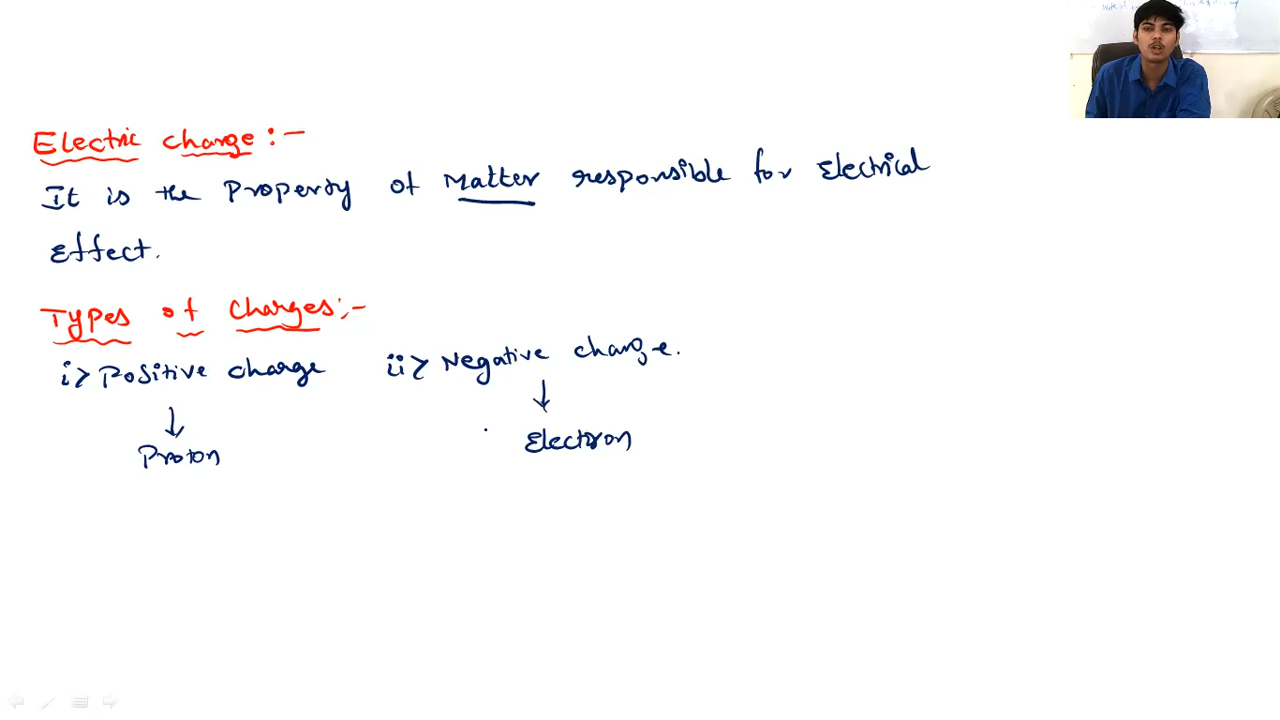 Electric charge :-
It is the Property of Matter responsible for Electrical
Effect.
Types of Charges :-
i> Positive charge ii> Negative charge.
↓ ↓
Proton Electron